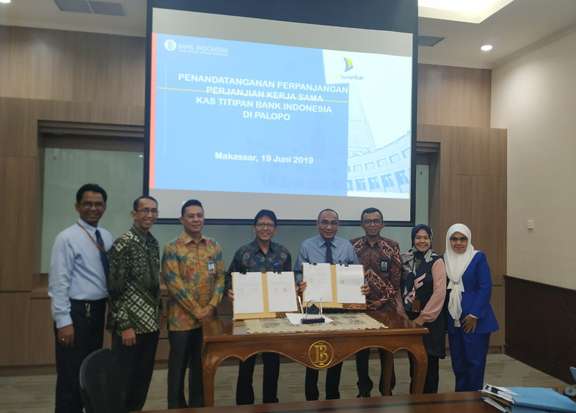 BANK INDONESIA
PENANDATANGANAN PERPANJANGAN
PERJANJIAN KERJA SAMA
KAS TITIPAN BANK INDONESIA
DI PALOPO
Makassar, 19 Juni 2019